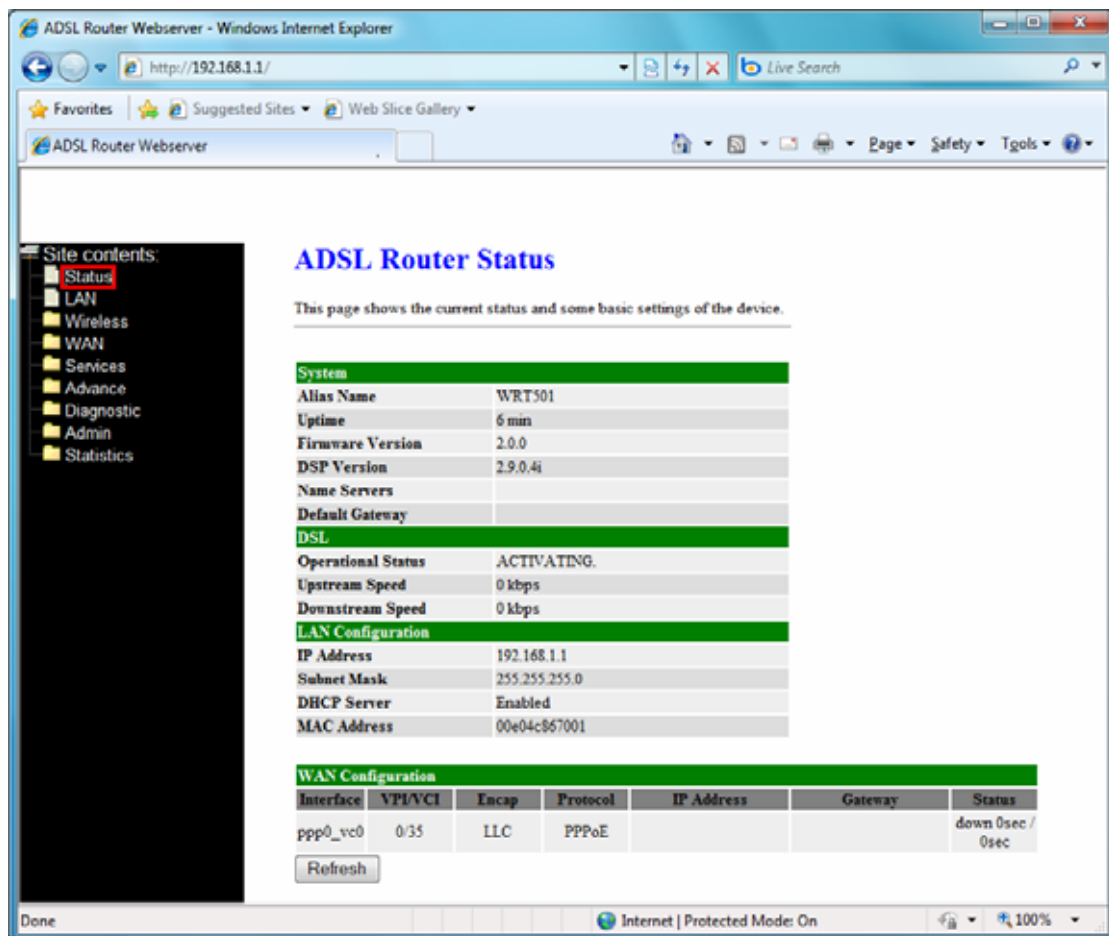 ADSL Router Webserver - Windows Internet Explorer
http://192.168.1.1/
Live Search
Favorites Suggested Sites Web Slice Gallery
ADSL Router Webserver
Page Safety Tools
Site contents:
Status
LAN
Wireless
WAN
Services
Advance
Diagnostic
Admin
Statistics
ADSL Router Status
This page shows the current status and some basic settings of the device.
System
Alias Name WRT501
Uptime 6 min
Firmware Version 2.0.0
DSP Version 2.9.0.4i
Name Servers
Default Gateway
DSL
Operational Status ACTIVATING.
Upstream Speed 0 kbps
Downstream Speed 0 kbps
LAN Configuration
IP Address 192.168.1.1
Subnet Mask 255.255.255.0
DHCP Server Enabled
MAC Address 00e04c867001
WAN Configuration
Interface VPI/VCI Encap Protocol IP Address Gateway Status
ppp0_vc0 0/35 LLC PPPoE down 0sec /
0sec
Refresh
Done Internet | Protected Mode: On 100%